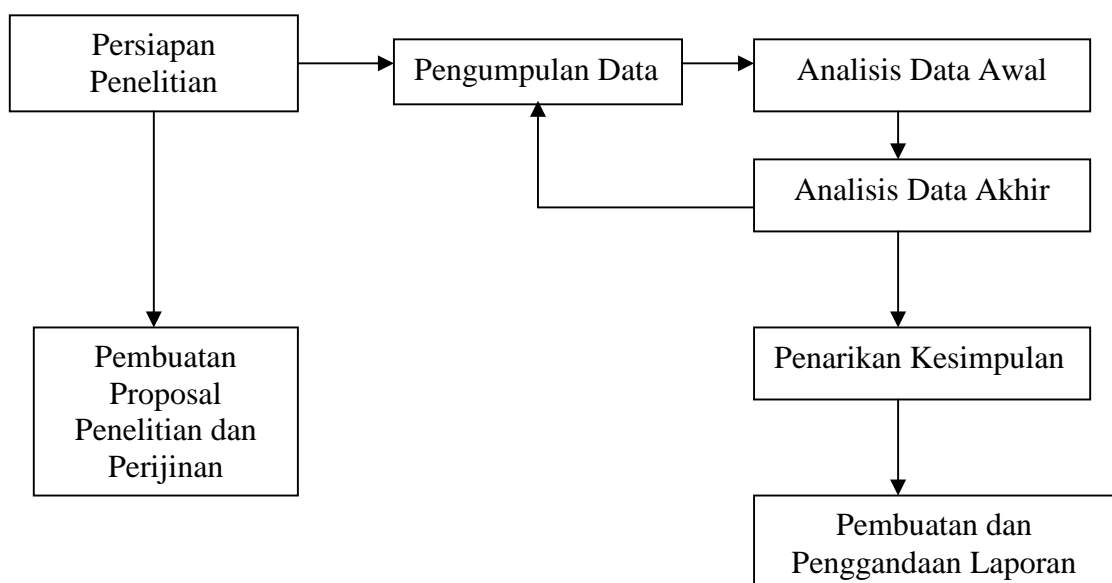 Persiapan
Penelitian
Pengumpulan Data
Analisis Data Awal
Analisis Data Akhir
Pembuatan
Proposal
Penelitian dan
Perijinan
Penarikan Kesimpulan
Pembuatan dan
Penggandaan Laporan